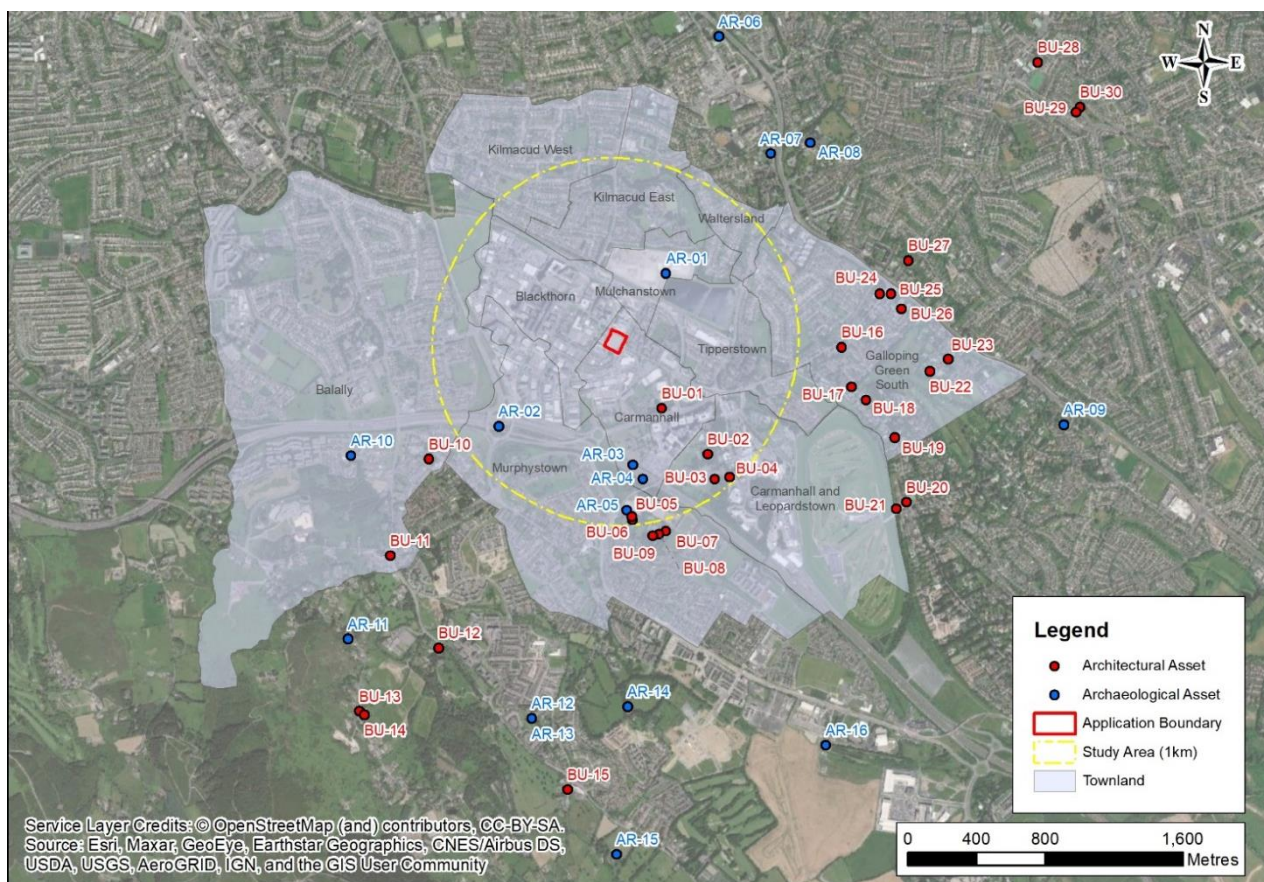 AR-06
N
W E
S
BU-28
BU-30
BU-29
AR-07
AR-08
Kilmacud West
Kilmacud East
Waltersland
BU-27
AR-01
BU-24
BU-25
Blackthorn
Mulchanstown
BU-26
Tipperstown
BU-16
BU-23
Galloping
Green
South
BU-22
Balally
BU-17
BU-18
BU-01
Carmanhall
AR-02
AR-09
BU-19
AR-10
BU-10
BU-02
AR-03
Murphystown
AR-04
BU-03
BU-04
Carmanhall and
Leopardstown
BU-20
BU-21
AR-05
BU-05
BU-06
BU-07
BU-09
BU-08
BU-11
AR-11
BU-12
BU-13
BU-14
AR-12
AR-13
AR-14
AR-16
BU-15
AR-15
Legend
Architectural Asset
Archaeological Asset
Application Boundary
Study Area (1km)
Townland
Service Layer Credits: © OpenStreetMap (and) contributors, CC-BY-SA.
Source: Esri, Maxar, GeoEye, Earthstar Geographics, CNES/Airbus DS,
USDA, USGS, AeroGRID, IGN, and the GIS User Community
0 400 800 1,600
Metres